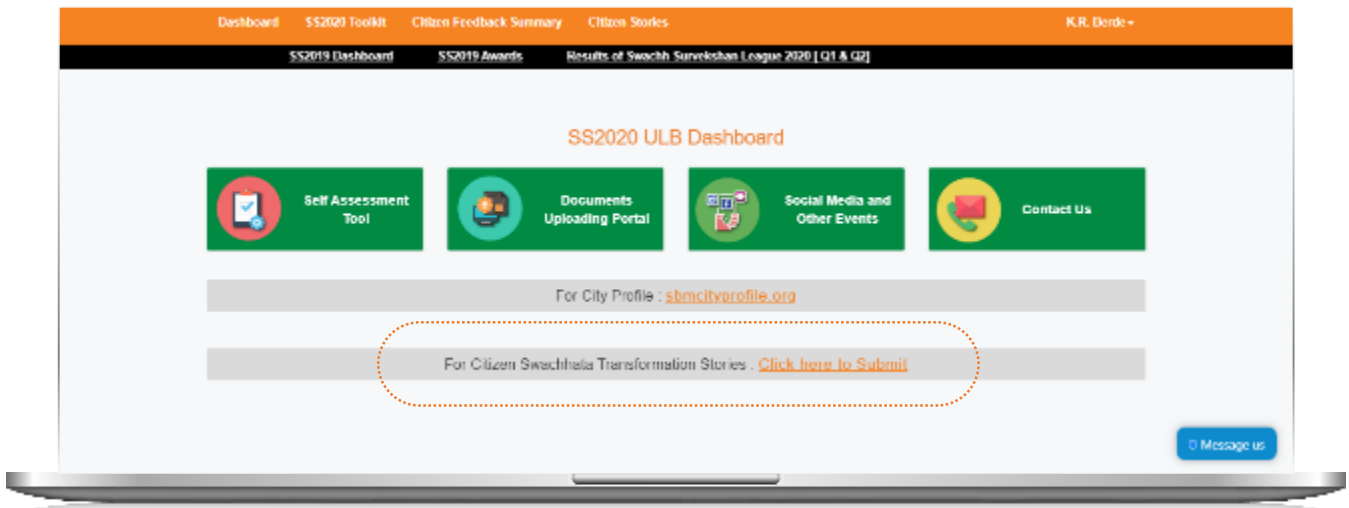 Dashboard SS2020 Toolkit Citizen Feedback Summary Citizen Stories K.R. Derde
SS2019 Dashboard SS2019 Awards Results of Swachh Survekshan League 2020 [ Q1 & Q2]
SS2020 ULB Dashboard
Self Assessment Tool
Documents Uploading Portal
Social Media and Other Events
Contact Us
For City Profile : sbmcityprofile.org
For Citizen Swachhata Transformation Stories : Click here to Submit
Message us